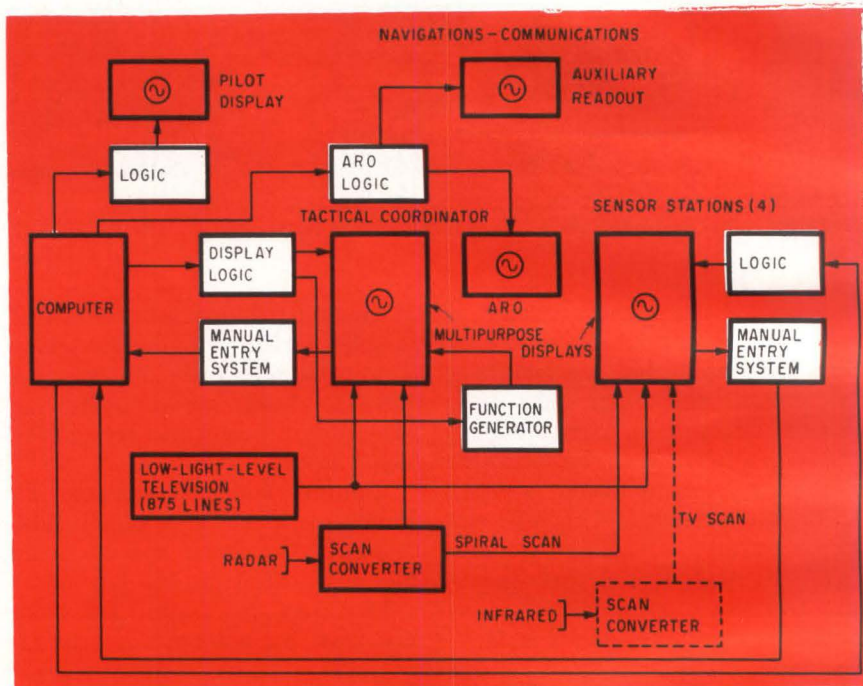 NAVIGATIONS-COMMUNICATIONS
PILOT
DISPLAY
AUXILIARY
READOUT
LOGIC
ARO
LOGIC
TACTICAL COORDINATOR
SENSOR STATIONS (4)
COMPUTER
DISPLAY
LOGIC
ARO
LOGIC
MULTIPURPOSE
DISPLAYS
MANUAL
ENTRY
SYSTEM
MANUAL
ENTRY
SYSTEM
FUNCTION
GENERATOR
LOW-LIGHT-LEVEL
TELEVISION
(875 LINES)
TV SCAN
RADAR
SCAN
CONVERTER
SPIRAL SCAN
INFRARED
SCAN
CONVERTER